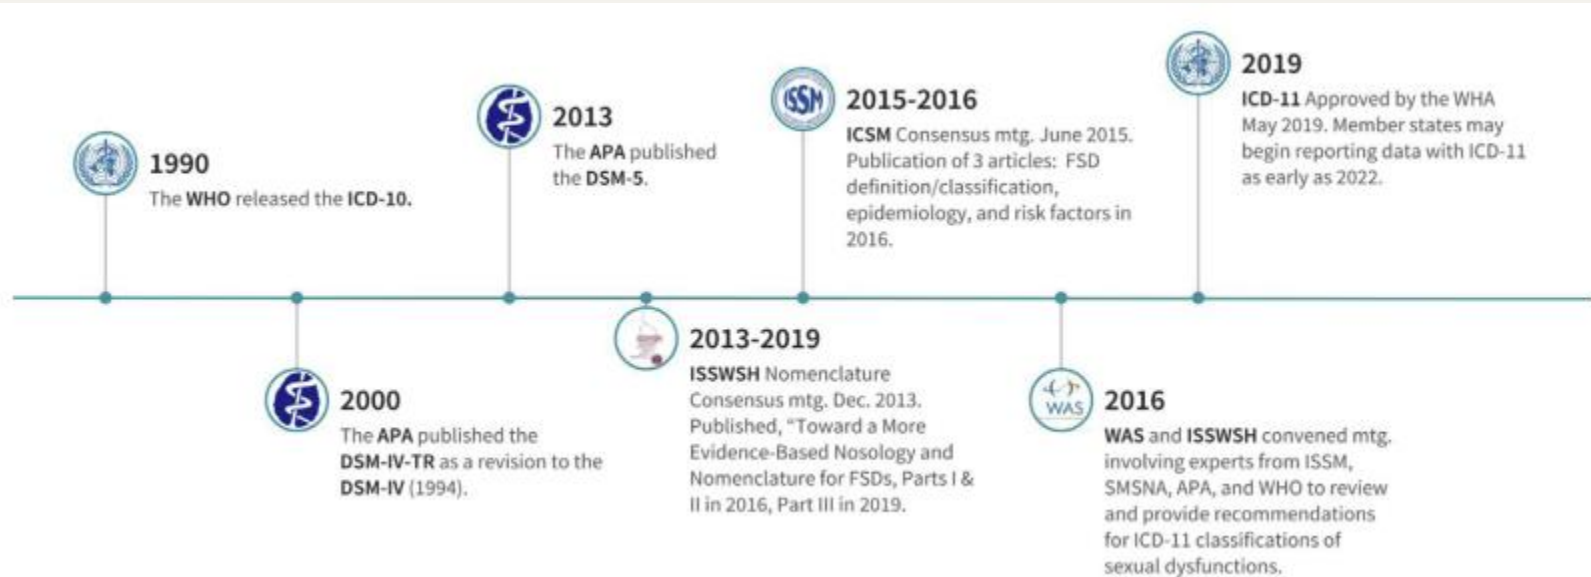 1990
The WHO released the ICD-10.
2000
The APA published the
DSM-IV-TR as a revision to the
DSM-IV (1994).
2013
The APA published
the DSM-5.
2013-2019
ISSWSH Nomenclature
Consensus mtg. Dec. 2013.
Published, “Toward a More
Evidence-Based Nosology and
Nomenclature for FSDs, Parts I &
II in 2016, Part III in 2019.
ISSM
2015-2016
ICSM Consensus mtg. June 2015.
Publication of 3 articles: FSD
definition/classification,
epidemiology, and risk factors in
2016.
WAS
2016
WAS and ISSWSH convened mtg.
involving experts from ISSM,
SMSNA, APA, and WHO to review
and provide recommendations
for ICD-11 classifications of
sexual dysfunctions.
2019
ICD-11 Approved by the WHA
May 2019. Member states may
begin reporting data with ICD-11
as early as 2022.